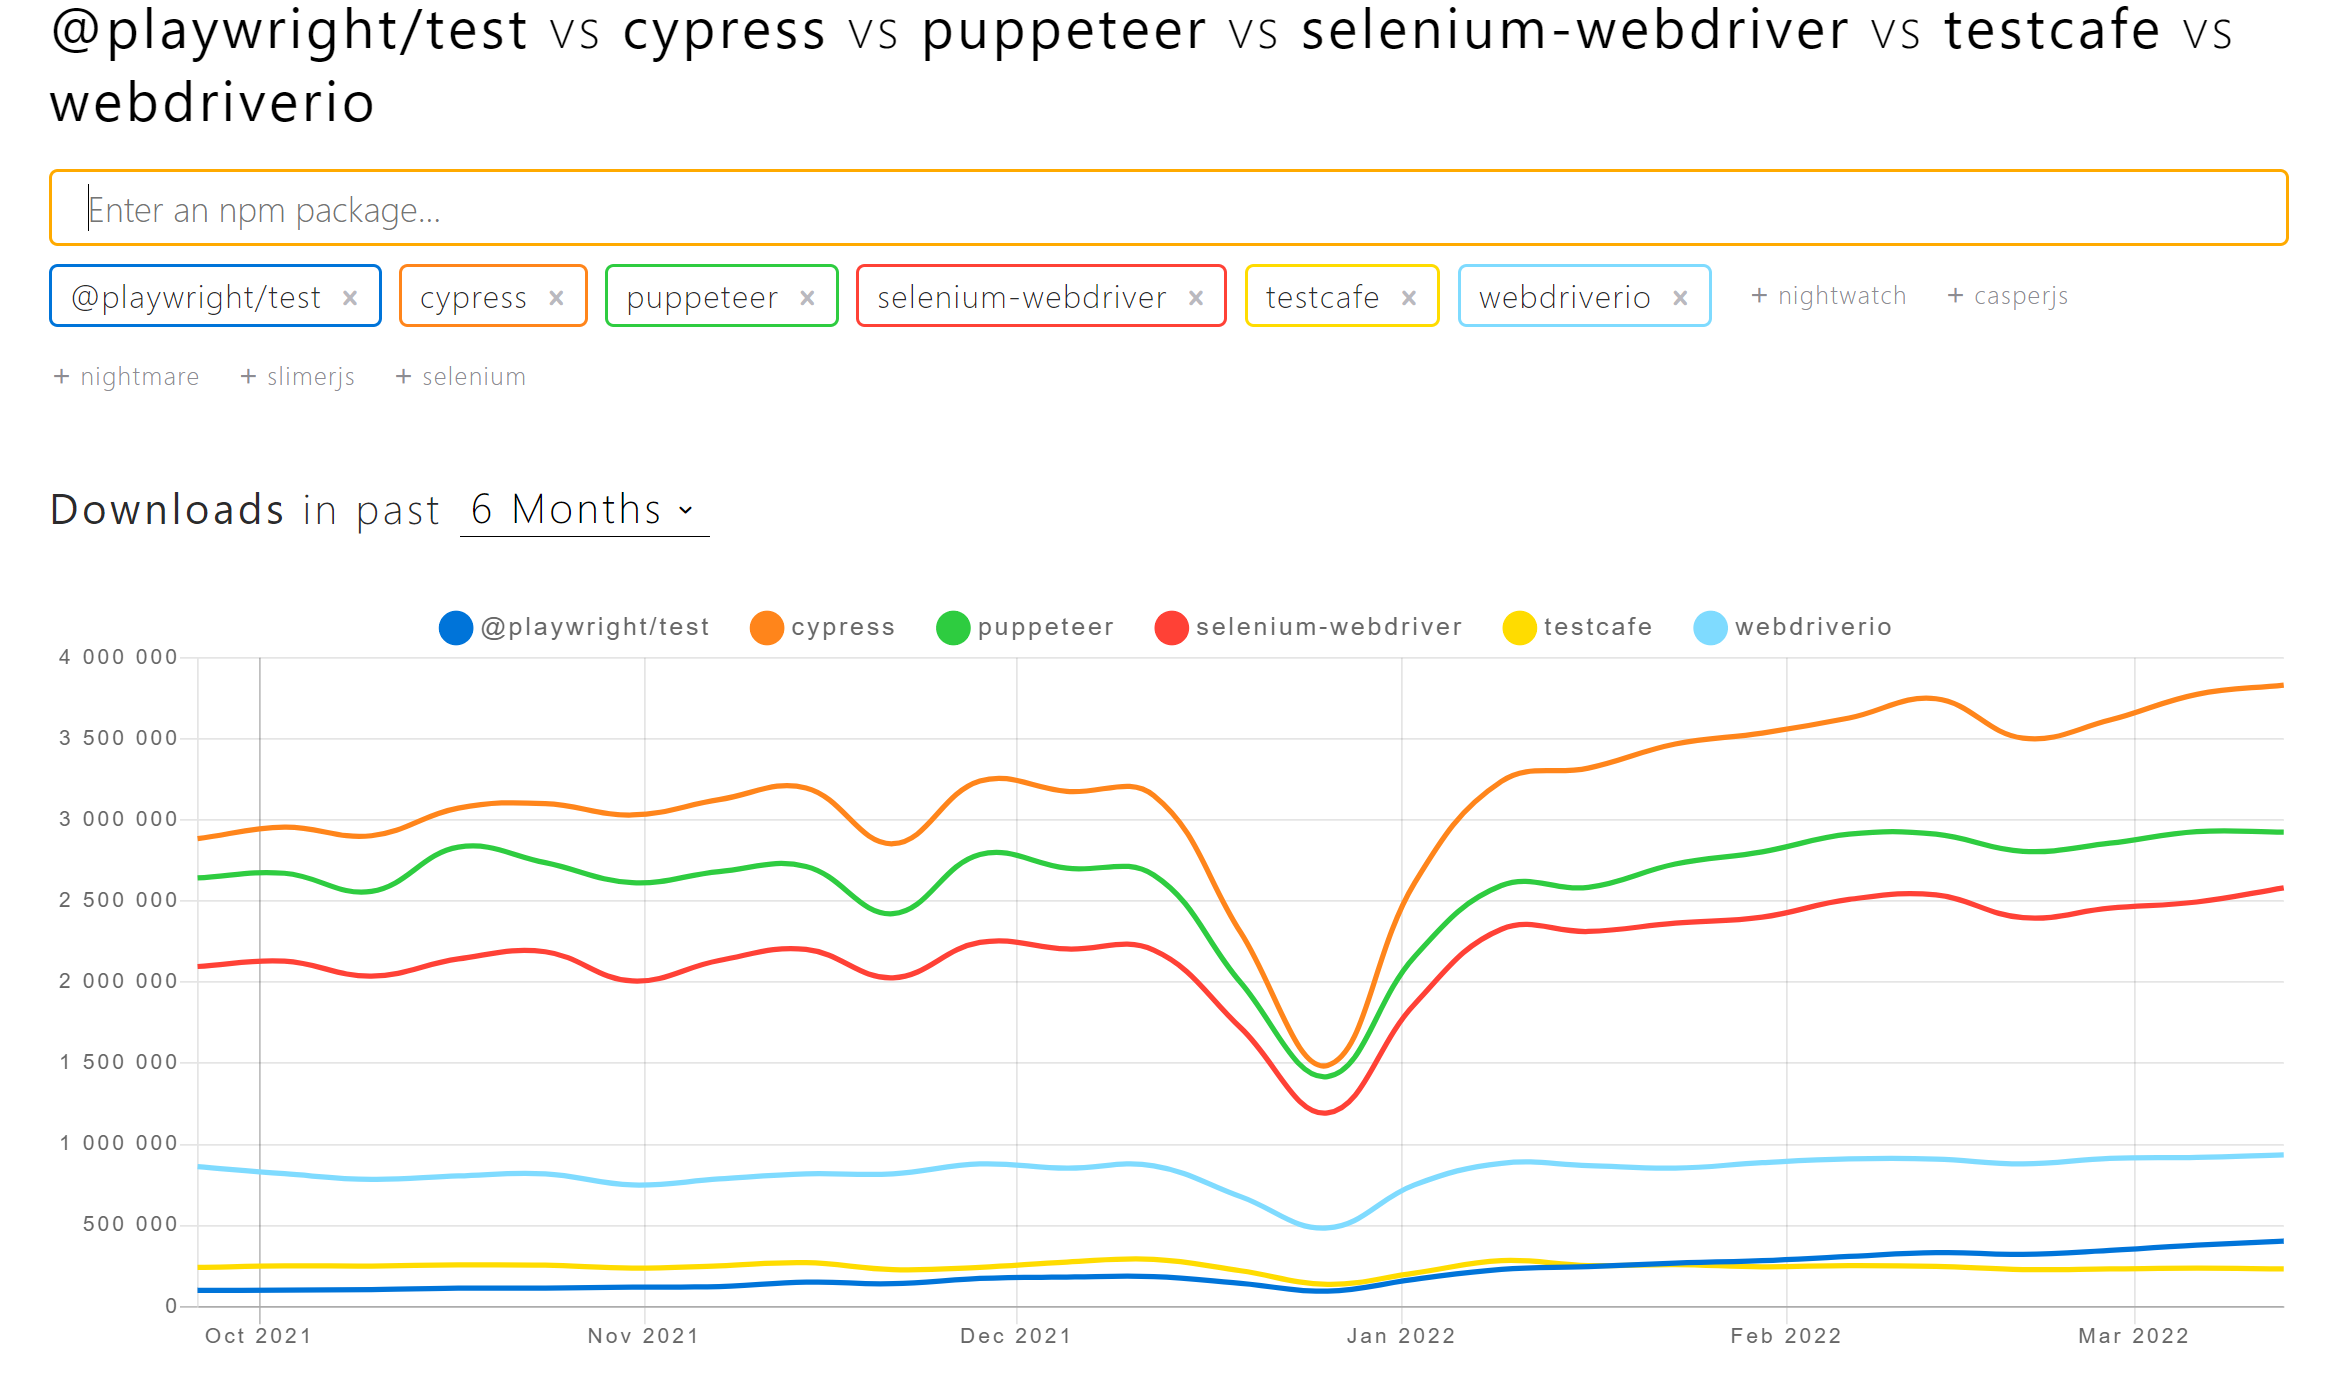 @playwright/test vs cypress vs puppeteer vs selenium-webdriver vs testcafe vs
webdriverio
Enter an npm package...
@playwright/test × cypress × puppeteer × selenium-webdriver × testcafe × webdriverio × + nightwatch + casperjs
+ nightmare + slimerjs + selenium
Downloads in past 6 Months
@playwright/test cypress puppeteer selenium-webdriver testcafe webdriverio
4 000 000
3 500 000
3 000 000
2 500 000
2 000 000
1 500 000
1 000 000
500 000
0
Oct 2021 Nov 2021 Dec 2021 Jan 2022 Feb 2022 Mar 2022